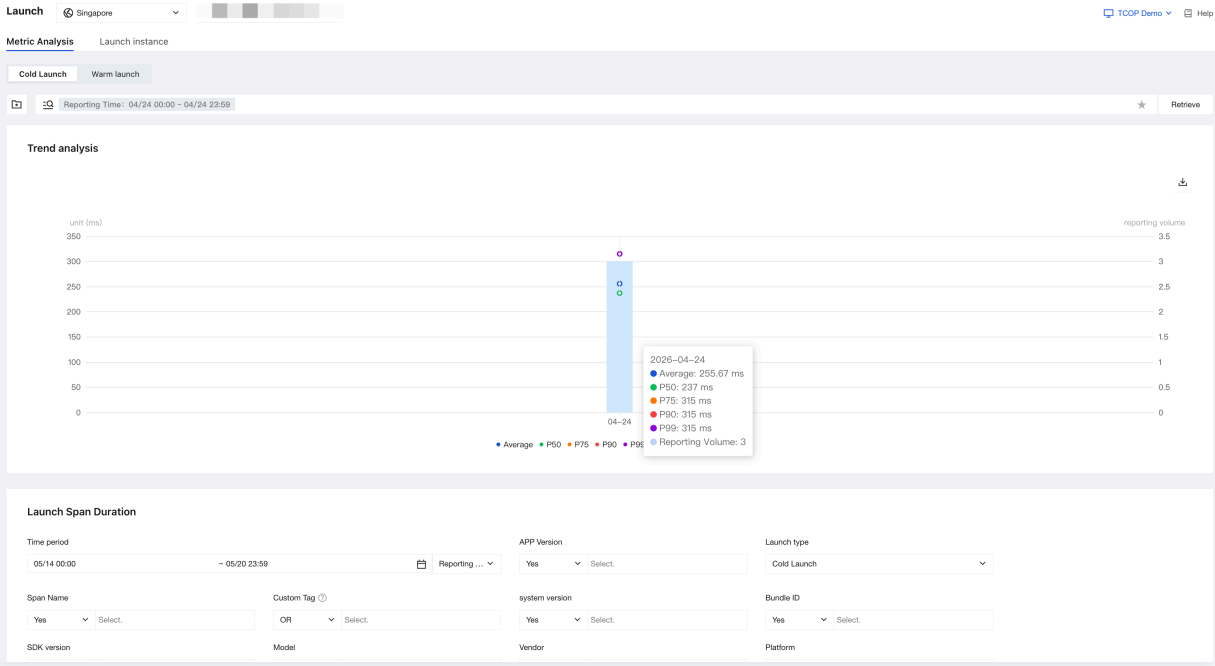 Launch Singapore TCOP Demo Help
Metric Analysis Launch instance
Cold Launch Warm launch
Reporting Time: 04/24 00:00 ~ 04/24 23:59 Retrieve
Trend analysis
unit (ms) reporting volume
350 3.5
300 3
250 2.5
200 2
150 1.5
100 1
50 0.5
0 0
04-24
2026-04-24
Average: 255.67 ms
P50: 237 ms
P75: 315 ms
P90: 315 ms
P99: 315 ms
Reporting Volume: 3
Average P50 P75 P90 P99
Launch Span Duration
Time period APP Version Launch type
05/14 00:00 ~ 05/20 23:59 Reporting ... Yes Select. Cold Launch
Span Name Custom Tag system version Bundle ID
Yes Select. OR Select. Yes Select. Yes Select.
SDK version Model Vendor Platform